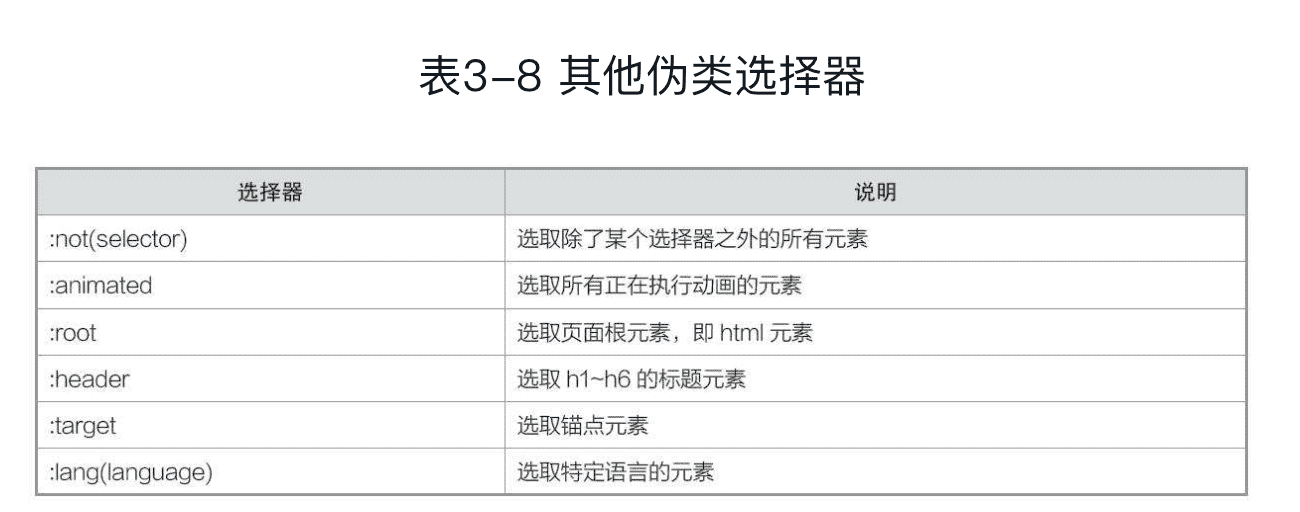 表3-8 其他伪类选择器
选择器 说明
:not(selector) 选取除了某个选择器之外的所有元素
:animated 选取所有正在执行动画的元素
:root 选取页面根元素，即 html 元素
:header 选取 h1~h6 的标题元素
:target 选取锚点元素
:lang(language) 选取特定语言的元素